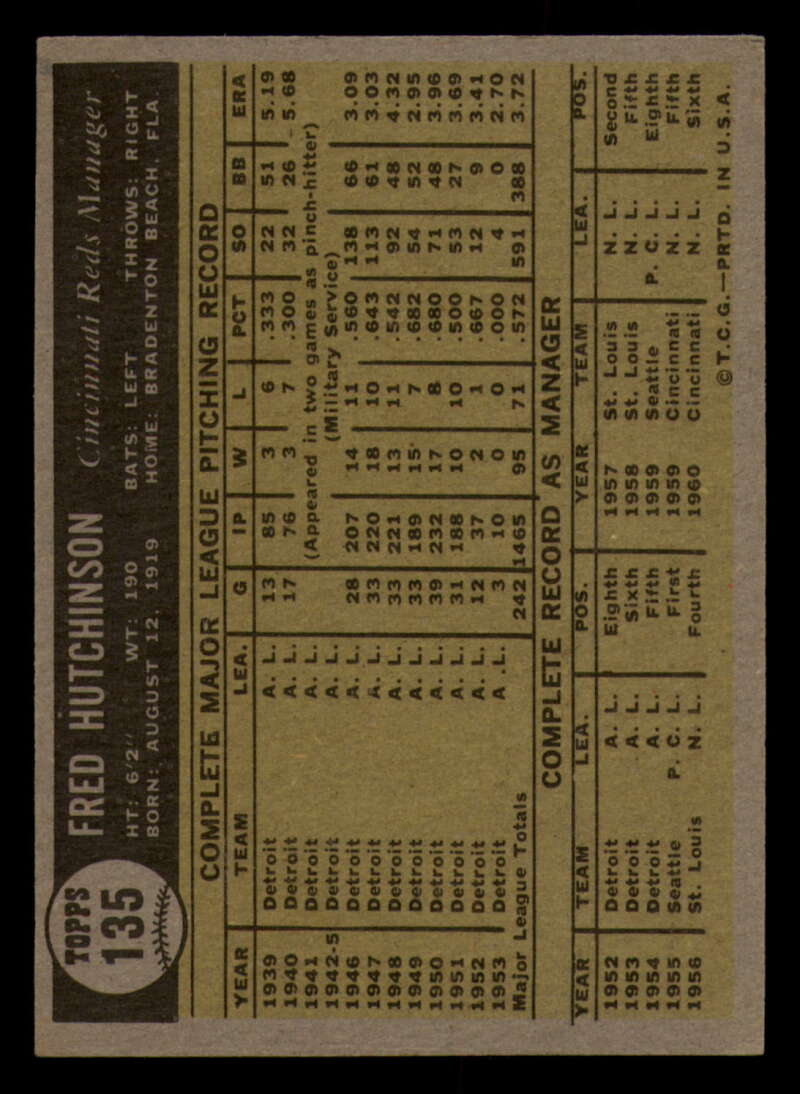 TOPPS
135
FRED HUTCHINSON Cincinnati Reds Manager
HT: 6'2" WT: 190 BATS: LEFT THROWS: RIGHT
BORN: AUGUST 12, 1919 HOME: BRADENTON BEACH, FLA.
COMPLETE MAJOR LEAGUE PITCHING RECORD
YEAR TEAM LEA. G IP W L PCT SO BB ERA
1939 Detroit A. L. 13 85 3 6 .333 22 51 5.19
1940 Detroit A. L. 17 76 3 7 .300 32 26 5.68
1941 Detroit A. L. (Appeared in two games as pinch-hitter)
1942-5 Detroit A. L. (Military Service)
1946 Detroit A. L. 28 207 14 11 .560 138 66 3.09
1947 Detroit A. L. 33 220 18 10 .643 113 61 3.03
1948 Detroit A. L. 33 221 13 11 .542 92 48 4.32
1949 Detroit A. L. 33 189 15 7 .682 54 52 2.95
1950 Detroit A. L. 39 232 17 8 .680 71 48 3.96
1951 Detroit A. L. 31 188 10 10 .500 53 27 3.69
1952 Detroit A. L. 12 37 2 1 .667 12 9 3.41
1953 Detroit A .L. 3 10 0 0 .000 4 0 2.70
Major League Totals 242 1465 95 71 .572 591 388 3.72
COMPLETE RECORD AS MANAGER
YEAR TEAM LEA. POS. YEAR TEAM LEA. POS.
1952 Detroit A. L. Eighth 1957 St. Louis N. L. Second
1953 Detroit A. L. Sixth 1958 St. Louis N. L. Fifth
1954 Detroit A. L. Fifth 1959 Seattle P. C. L. Eighth
1955 Seattle P. C. L. First 1959 Cincinnati N. L. Fifth
1956 St. Louis N. L. Fourth 1960 Cincinnati N. L. Sixth
©T.C.G.—PRTD. IN U.S.A.